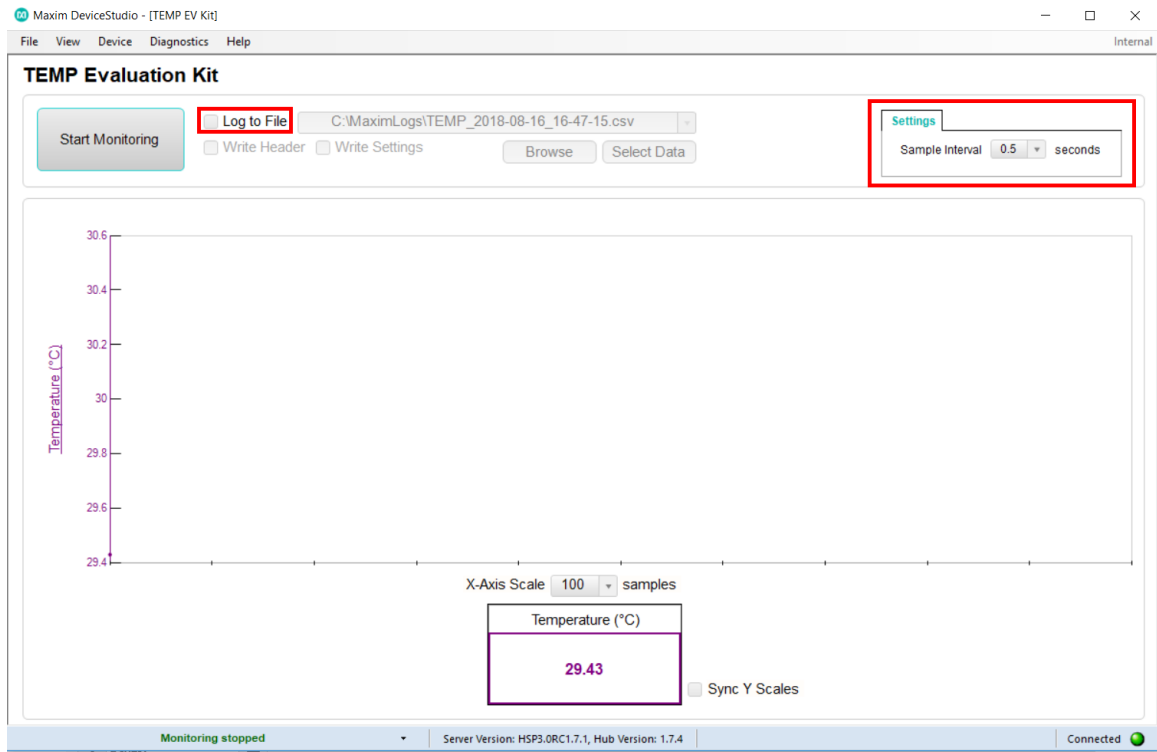 Maxim DeviceStudio - [TEMP EV Kit]
File View Device Diagnostics Help Internal
TEMP Evaluation Kit
Start Monitoring
Log to File C:\MaximLogs\TEMP_2018-08-16_16-47-15.csv
Write Header Write Settings Browse Select Data
Settings
Sample Interval 0.5 seconds
30.6
30.4
30.2
30
29.8
29.6
29.4
Temperature (°C)
X-Axis Scale 100 samples
Temperature (°C)
29.43
Sync Y Scales
Monitoring stopped Server Version: HSP3.0RC1.7.1, Hub Version: 1.7.4 Connected